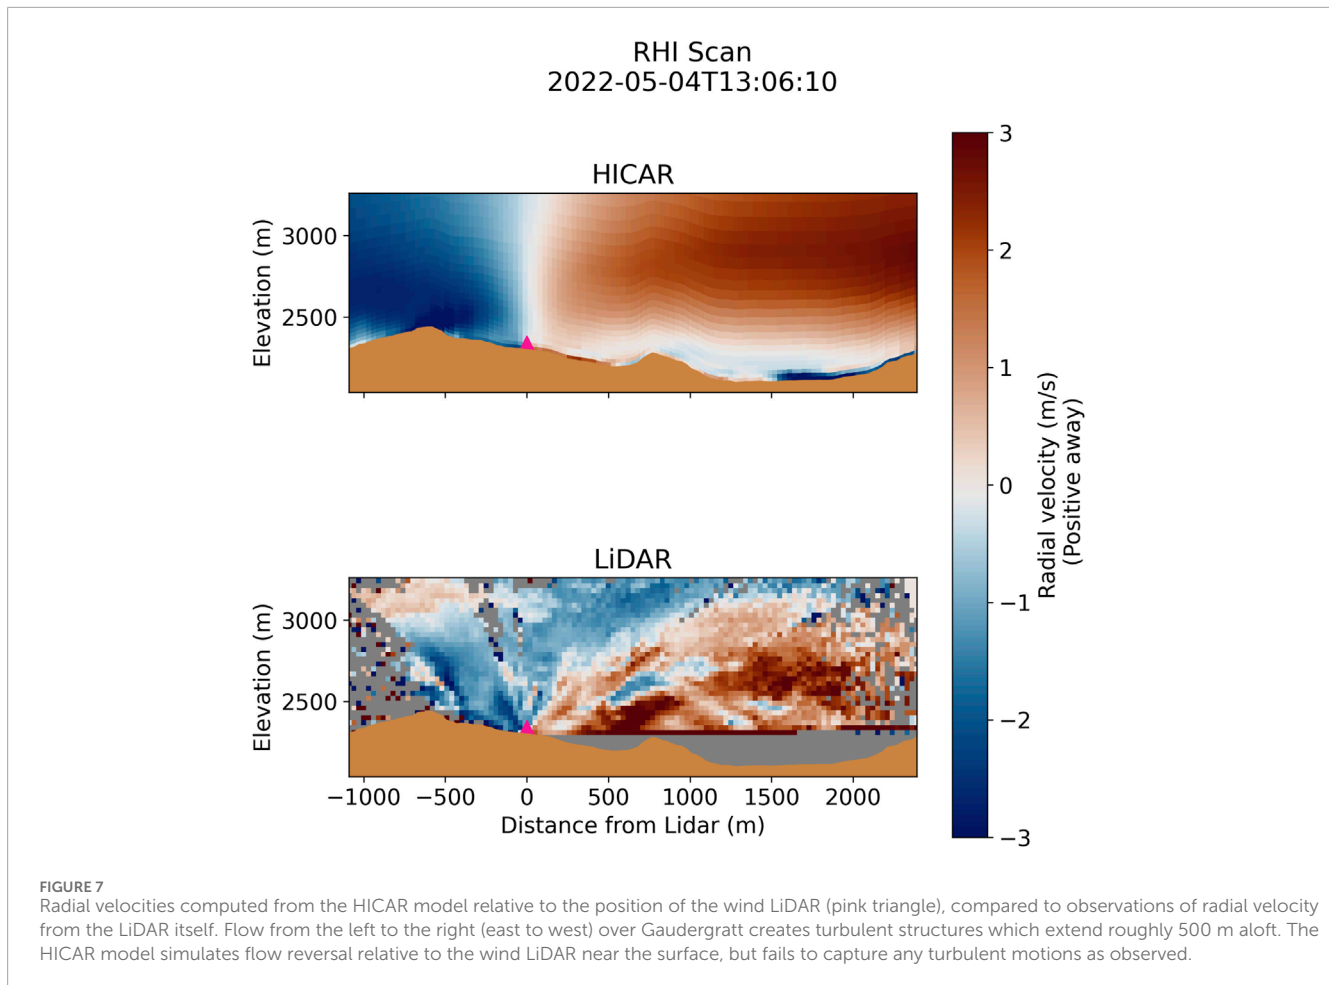 RHI Scan
2022-05-04T13:06:10
HICAR
Elevation (m)
3000
2500
LiDAR
Elevation (m)
3000
2500
−1000 −500 0 500 1000 1500 2000
Distance from Lidar (m)
3
2
1
0
−1
−2
−3
Radial velocity (m/s)
(Positive away)
FIGURE 7
Radial velocities computed from the HICAR model relative to the position of the wind LiDAR (pink triangle), compared to observations of radial velocity
from the LiDAR itself. Flow from the left to the right (east to west) over Gaudergratt creates turbulent structures which extend roughly 500 m aloft. The
HICAR model simulates flow reversal relative to the wind LiDAR near the surface, but fails to capture any turbulent motions as observed.